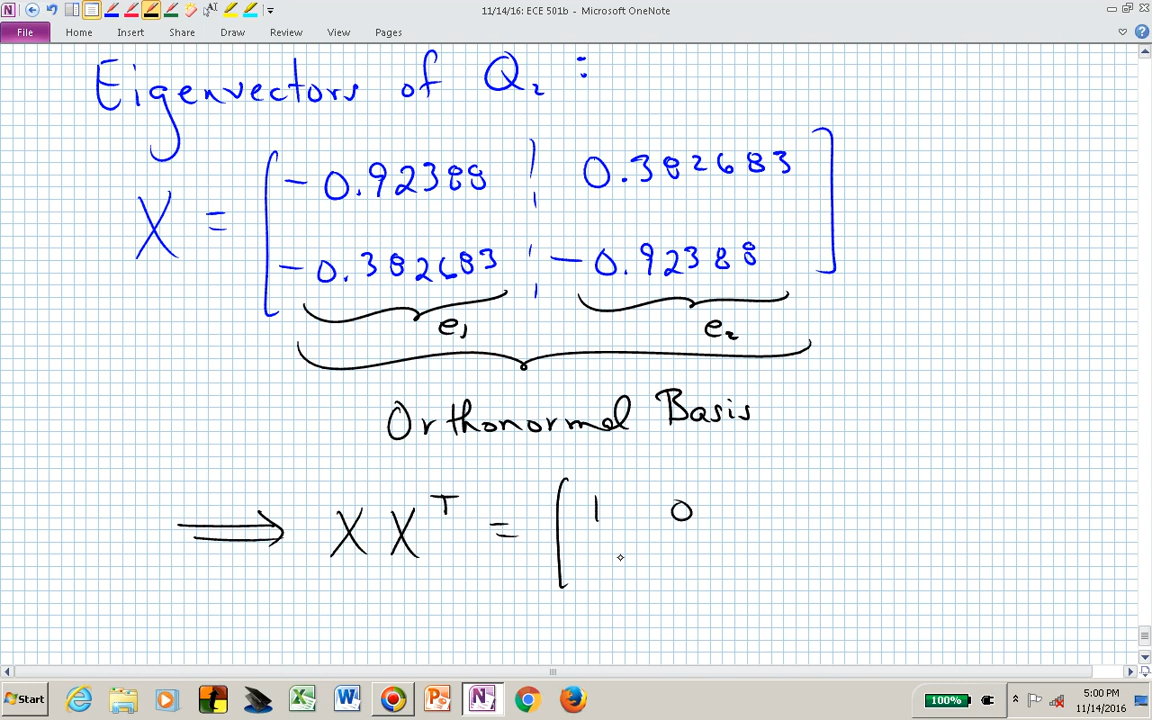 11/14/16: ECE 501b - Microsoft OneNote
File Home Insert Share Draw Review View Pages
Eigenvectors of Q₂ :
X = [ -0.92388 ¦ 0.382683
-0.382683 ¦ -0.92388 ]
e₁ e₂
Orthonormal Basis
⟹ X Xᵀ = [ 1 0
100%
5:00 PM
11/14/2016
Start